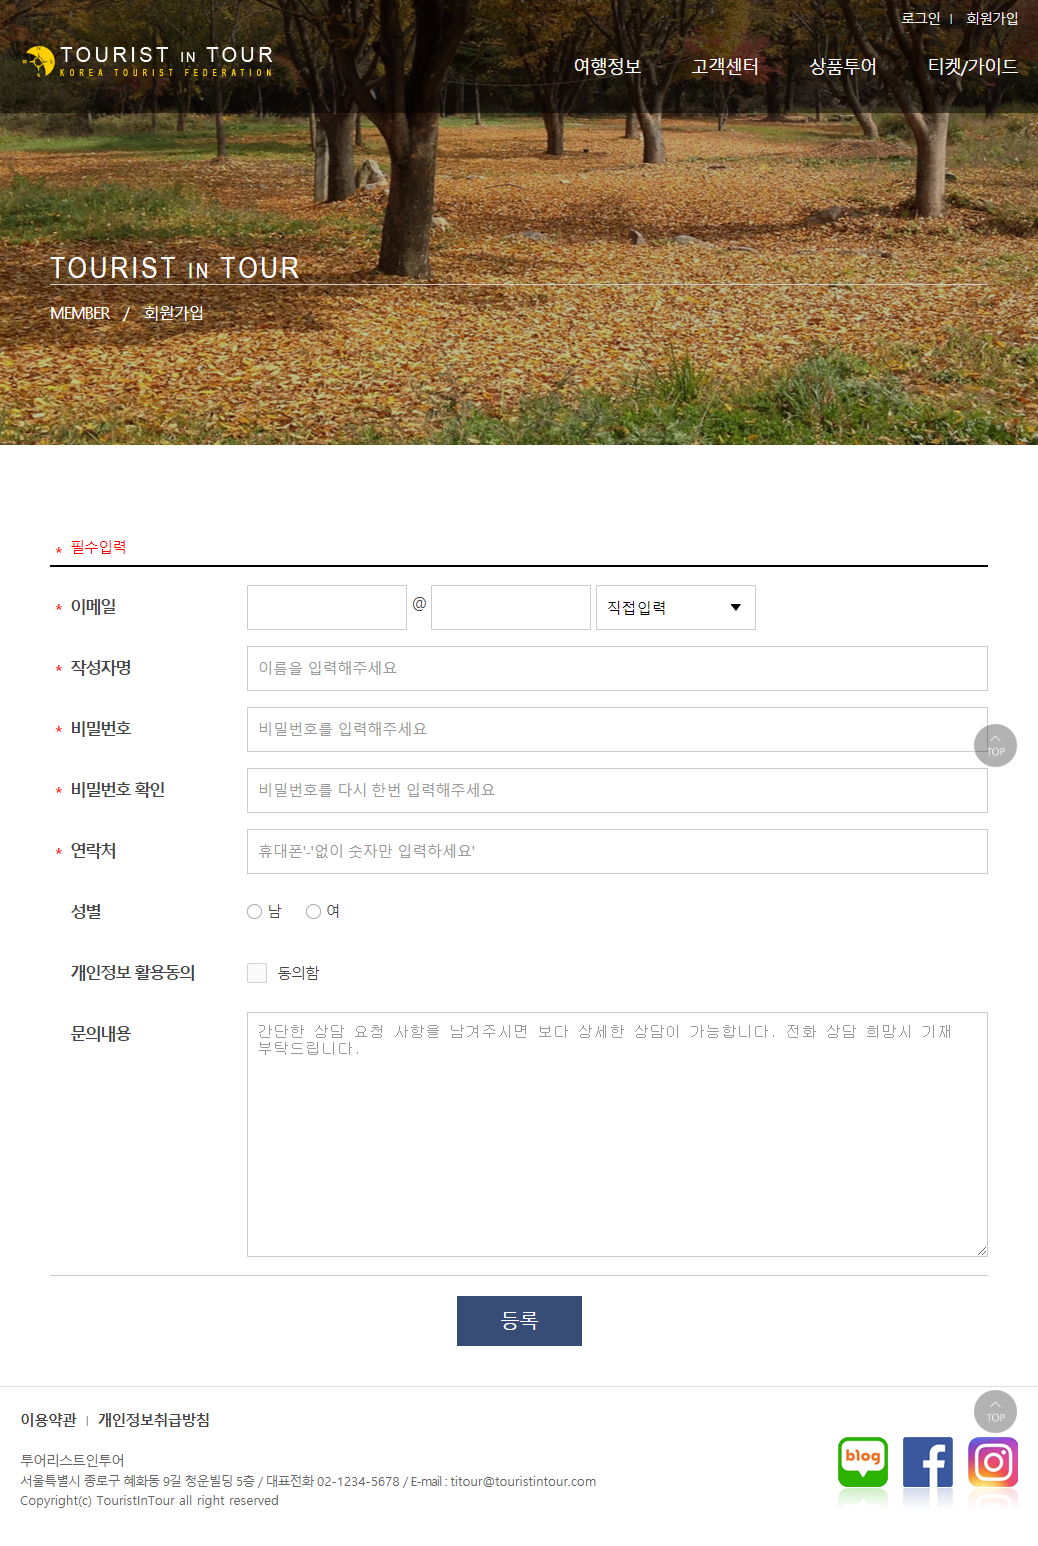 로그인 | 회원가입
TOURIST IN TOUR
KOREA TOURIST FEDERATION
여행정보 고객센터 상품투어 티켓/가이드
TOURIST IN TOUR
MEMBER / 회원가입
* 필수입력
* 이메일 @ 직접입력
* 작성자명 이름을 입력해주세요
* 비밀번호 비밀번호를 입력해주세요
TOP
* 비밀번호 확인 비밀번호를 다시 한번 입력해주세요
* 연락처 휴대폰'-'없이 숫자만 입력하세요'
성별 남 여
개인정보 활용동의 동의함
문의내용 간단한 상담 요청 사항을 남겨주시면 보다 상세한 상담이 가능합니다. 전화 상담 희망시 기재
부탁드립니다.
등록
이용약관 | 개인정보취급방침
TOP
투어리스트인투어
서울특별시 종로구 혜화동 9길 청운빌딩 5층 / 대표전화 02-1234-5678 / E-mail : titour@touristintour.com
Copyright(c) TouristInTour all right reserved
blog